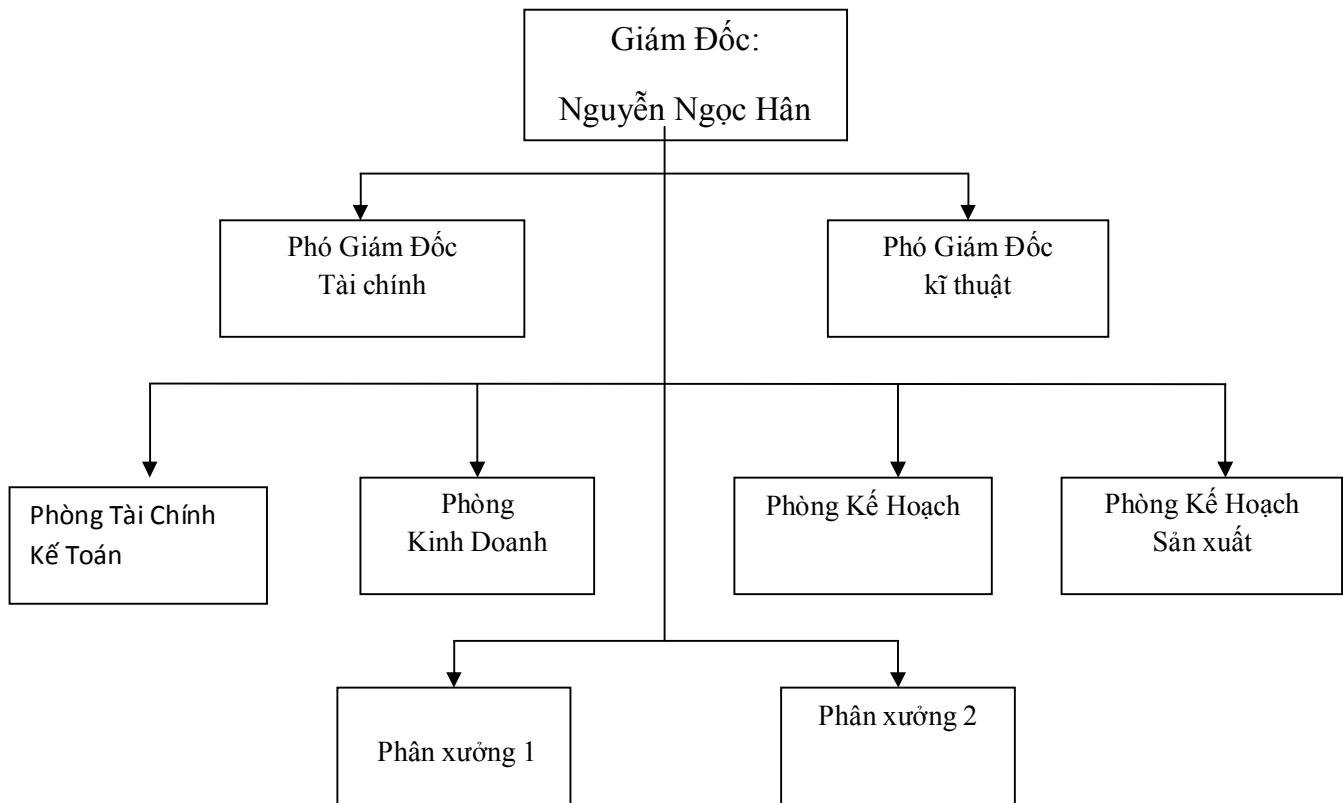 Giám Đốc:
Nguyễn Ngọc Hân
Phó Giám Đốc
Tài chính
Phó Giám Đốc
kĩ thuật
Phòng Tài Chính
Kế Toán
Phòng
Kinh Doanh
Phòng Kế Hoạch
Phòng Kế Hoạch
Sản xuất
Phân xưởng 1
Phân xưởng 2